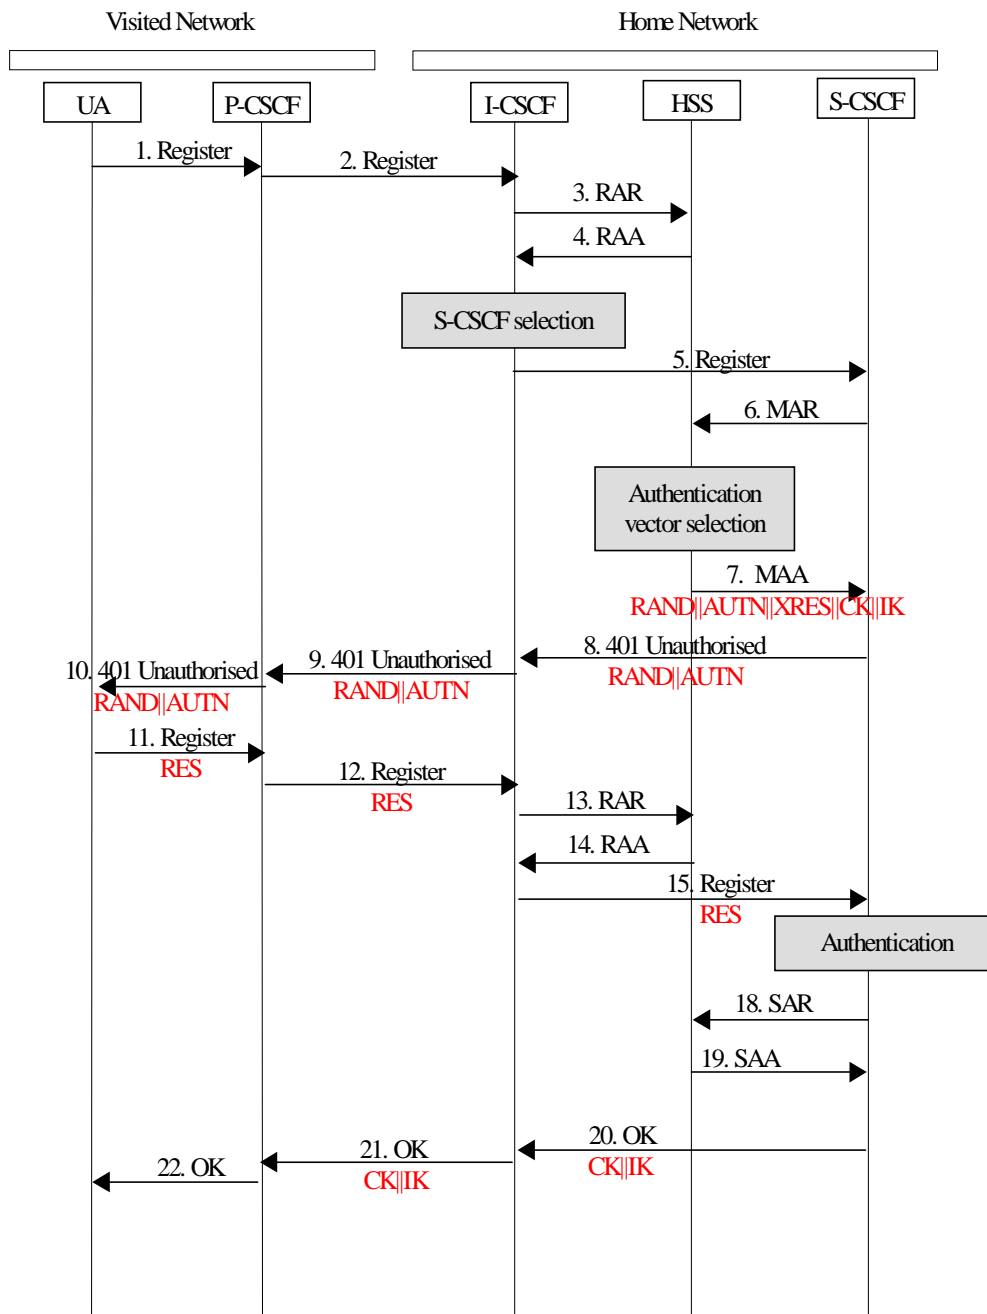 Visited Network
Home Network
UA
P-CSCF
I-CSCF
HSS
S-CSCF
1. Register
2. Register
3. RAR
4. RAA
S-CSCF selection
5. Register
6. MAR
Authentication
vector selection
7. MAA
RAND||AUTN||XRES||CK||IK
8. 401 Unauthorised
RAND||AUTN
9. 401 Unauthorised
RAND||AUTN
10. 401 Unauthorised
RAND||AUTN
11. Register
RES
12. Register
RES
13. RAR
14. RAA
15. Register
RES
Authentication
18. SAR
19. SAA
20. OK
CK||IK
21. OK
CK||IK
22. OK